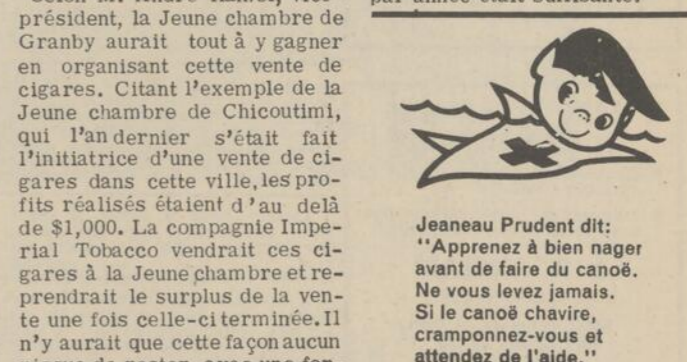 président, la Jeune chambre de
Granby aurait tout à y gagner
en organisant cette vente de
cigares. Citant l'exemple de la
Jeune chambre de Chicoutimi,
qui l'an dernier s'était fait
l'initiatrice d'une vente de ci-
gares dans cette ville, les pro-
fits réalisés étaient d'au delà
de $1,000. La compagnie Impe-
rial Tobacco vendrait ces ci-
gares à la Jeune chambre et re-
prendrait le surplus de la ven-
te une fois celle-ci terminée. Il
n'y aurait que cette façon aucun
par année était suffisante.
Jeaneau Prudent dit:
''Apprenez à bien nager
avant de faire du canoë.
Ne vous levez jamais.
Si le canoë chavire,
cramponnez-vous et
attendez de l'aide.''